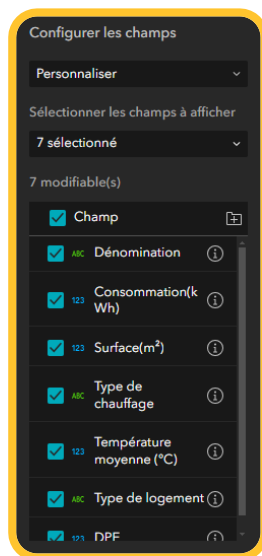 Configurer les champs
Personnaliser
Sélectionner les champs à afficher
7 sélectionné
7 modifiable(s)
Champ
ABC Dénomination
123 Consommation(k
Wh)
123 Surface(m²)
ABC Type de
chauffage
123 Température
moyenne (°C)
ABC Type de logement
123 DPE